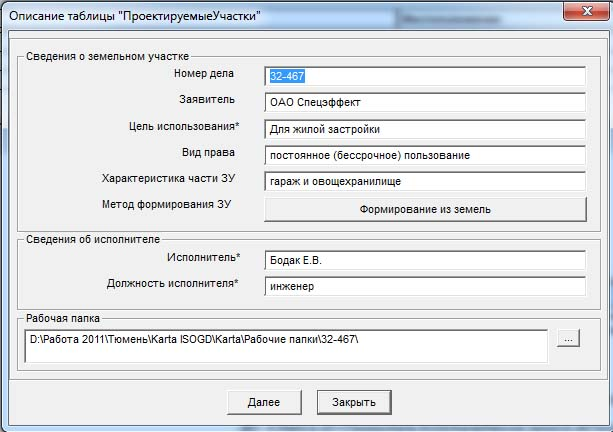 Описание таблицы "ПроектируемыеУчастки"
Сведения о земельном участке
Номер дела 32-467
Заявитель ОАО Спецэффект
Цель использования* Для жилой застройки
Вид права постоянное (бессрочное) пользование
Характеристика части ЗУ гараж и овощехранилище
Метод формирования ЗУ Формирование из земель
Сведения об исполнителе
Исполнитель* Бодак Е.В.
Должность исполнителя* инженер
Рабочая папка
D:\Работа 2011\Тюмень\Karta ISOGD\Karta\Рабочие папки\32-467\ ...
Далее Закрыть